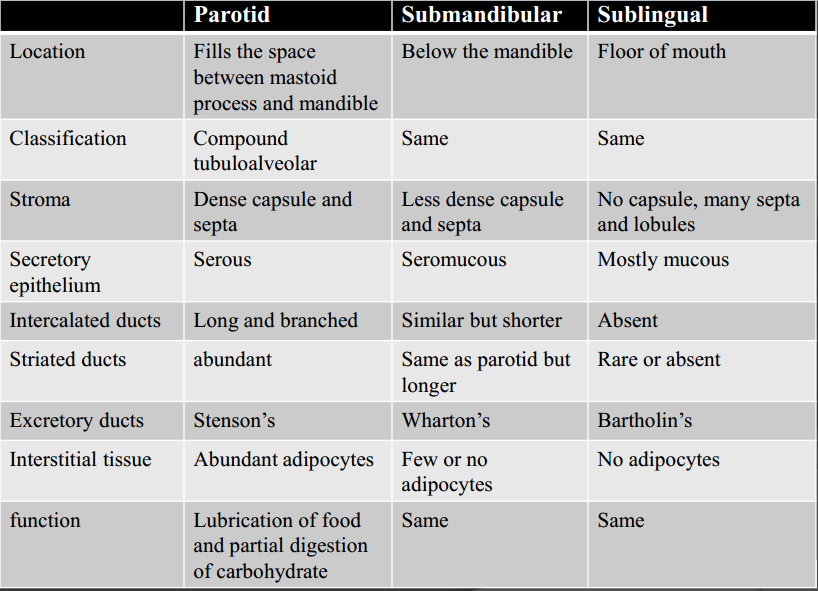 Parotid Submandibular Sublingual
Location Fills the space Below the mandible Floor of mouth
between mastoid
process and mandible
Classification Compound Same Same
tubuloalveolar
Stroma Dense capsule and Less dense capsule No capsule, many septa
septa and septa and lobules
Secretory Serous Seromucous Mostly mucous
epithelium
Intercalated ducts Long and branched Similar but shorter Absent
Striated ducts abundant Same as parotid but Rare or absent
longer
Excretory ducts Stenson’s Wharton’s Bartholin’s
Interstitial tissue Abundant adipocytes Few or no No adipocytes
adipocytes
function Lubrication of food Same Same
and partial digestion
of carbohydrate